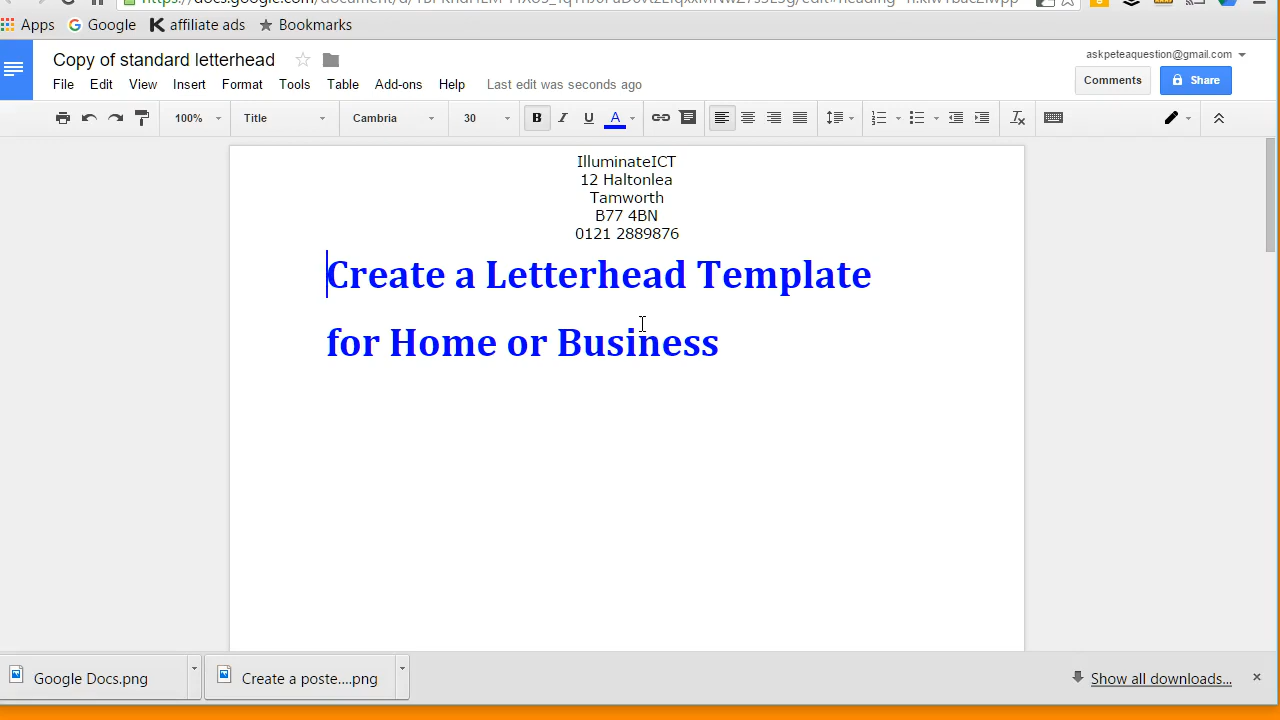 Apps Google affiliate ads Bookmarks
Copy of standard letterhead
askpeteaquestion@gmail.com
File Edit View Insert Format Tools Table Add-ons Help Last edit was seconds ago
Comments Share
100% Title Cambria 30 B I U A
IlluminateICT
12 Haltonlea
Tamworth
B77 4BN
0121 2889876
Create a Letterhead Template
for Home or Business
Google Docs.png Create a poste....png Show all downloads...